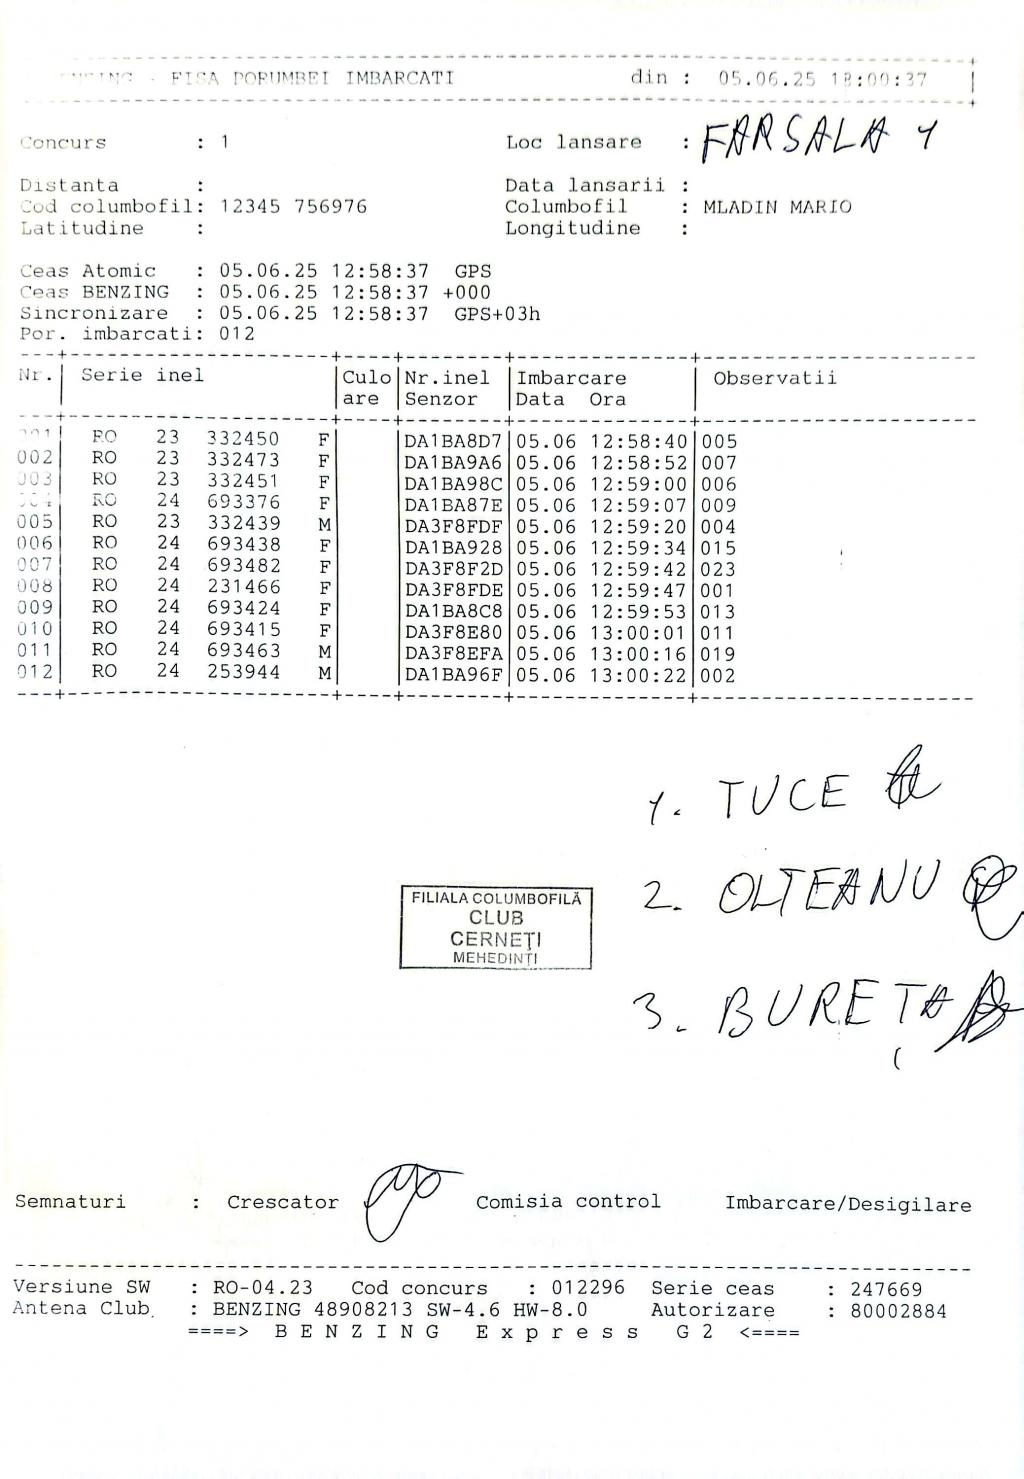 - FISA PORUMBEI IMBARCATI din : 05.06.25 13:00:37
Concurs : 1 Loc lansare : FARSALA 1
Distanta : Data lansarii :
Cod columbofil: 12345 756976 Columbofil : MLADIN MARIO
Latitudine : Longitudine :
Ceas Atomic : 05.06.25 12:58:37 GPS
Ceas BENZING : 05.06.25 12:58:37 +000
Sincronizare : 05.06.25 12:58:37 GPS+03h
Por. imbarcati: 012
Nr. Serie inel Culo Nr.inel Imbarcare Observatii
are Senzor Data Ora
001 RO 23 332450 F DA1BA8D7 05.06 12:58:40 005
002 RO 23 332473 F DA1BA9A6 05.06 12:58:52 007
003 RO 23 332451 F DA1BA98C 05.06 12:59:00 006
004 RO 24 693376 F DA1BA87E 05.06 12:59:07 009
005 RO 23 332439 M DA3F8FDF 05.06 12:59:20 004
006 RO 24 693438 F DA1BA928 05.06 12:59:34 015
007 RO 24 693482 F DA3F8F2D 05.06 12:59:42 023
008 RO 24 231466 F DA3F8FDE 05.06 12:59:47 001
009 RO 24 693424 F DA1BA8C8 05.06 12:59:53 013
010 RO 24 693415 F DA3F8E80 05.06 13:00:01 011
011 RO 24 693463 M DA3F8EFA 05.06 13:00:16 019
012 RO 24 253944 M DA1BA96F 05.06 13:00:22 002
1. TUCE
2. OLTEANU
FILIALA COLUMBOFILĂ
CLUB
CERNEŢI
MEHEDINŢI
3. BUREŢA
Semnaturi : Crescator Comisia control Imbarcare/Desigilare
Versiune SW : RO-04.23 Cod concurs : 012296 Serie ceas : 247669
Antena Club : BENZING 48908213 SW-4.6 HW-8.0 Autorizare : 80002884
====> B E N Z I N G E x p r e s s G 2 <====